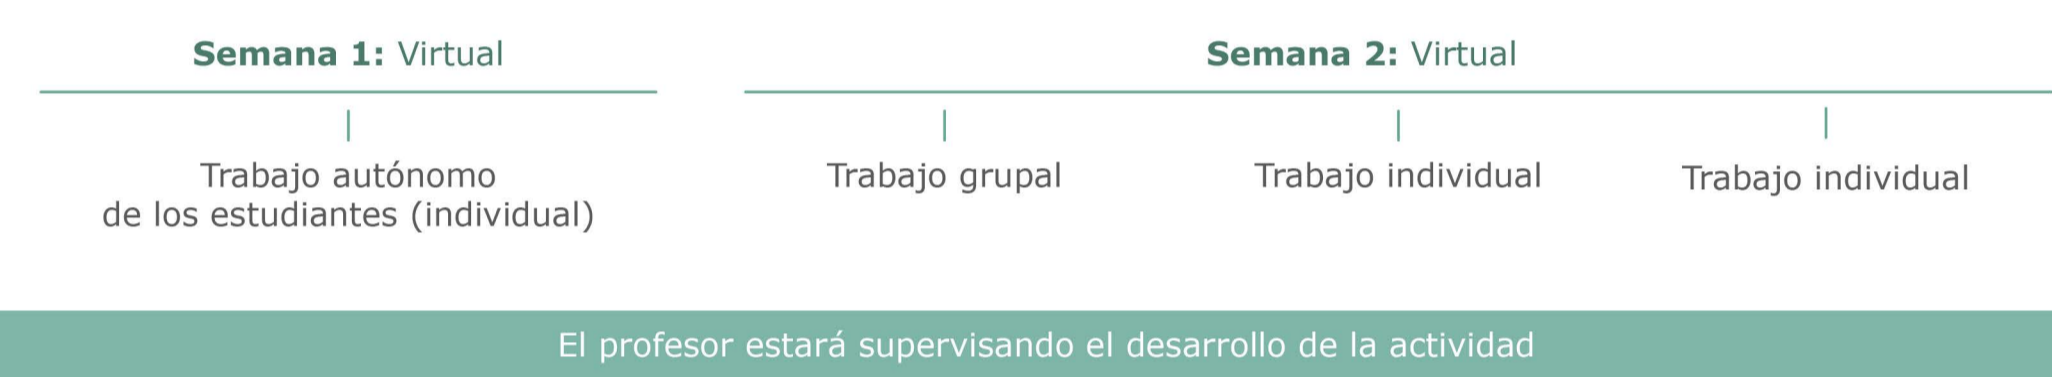 Semana 1: Virtual
Trabajo autónomo
de los estudiantes (individual)
Semana 2: Virtual
Trabajo grupal
Trabajo individual
Trabajo individual
El profesor estará supervisando el desarrollo de la actividad